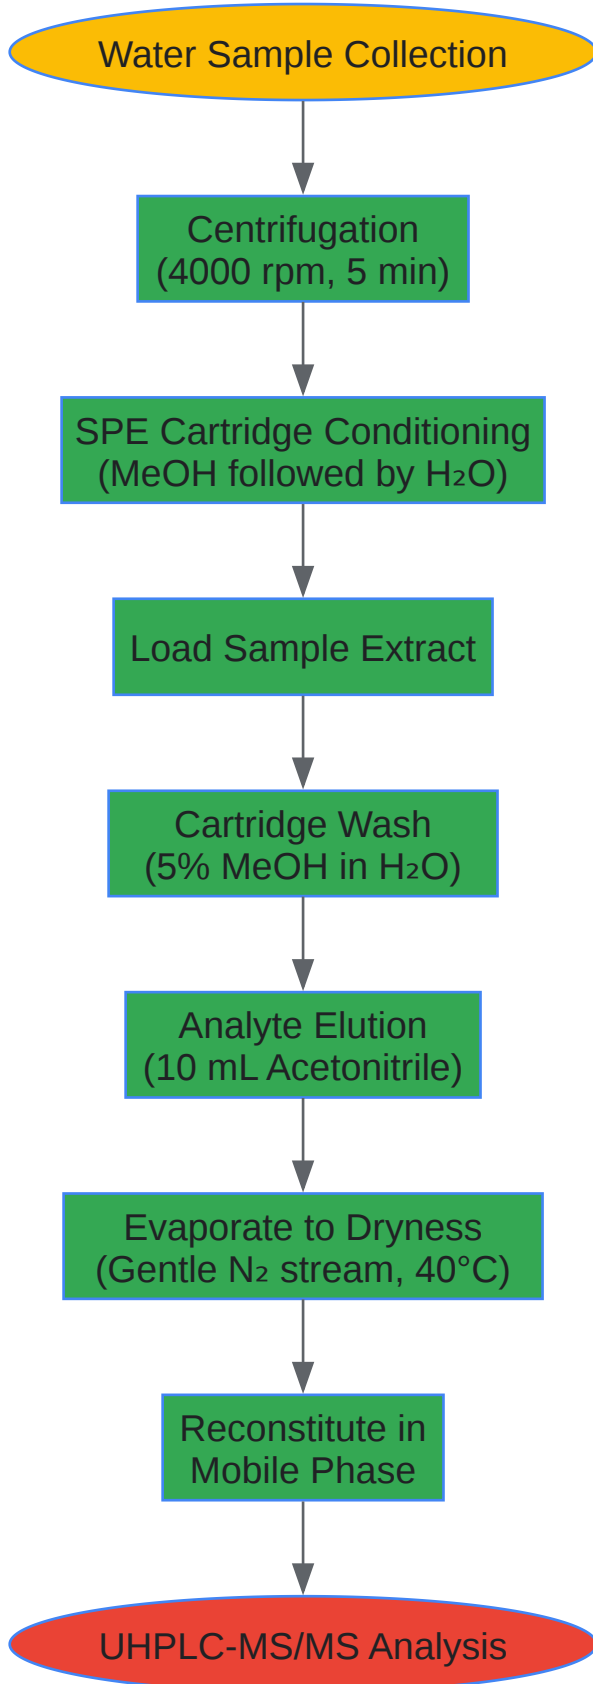 Water Sample Collection
Centrifugation
(4000 rpm, 5 min)
SPE Cartridge Conditioning
(MeOH followed by H₂O)
Load Sample Extract
Cartridge Wash
(5% MeOH in H₂O)
Analyte Elution
(10 mL Acetonitrile)
Evaporate to Dryness
(Gentle N₂ stream, 40°C)
Reconstitute in
Mobile Phase
UHPLC-MS/MS Analysis